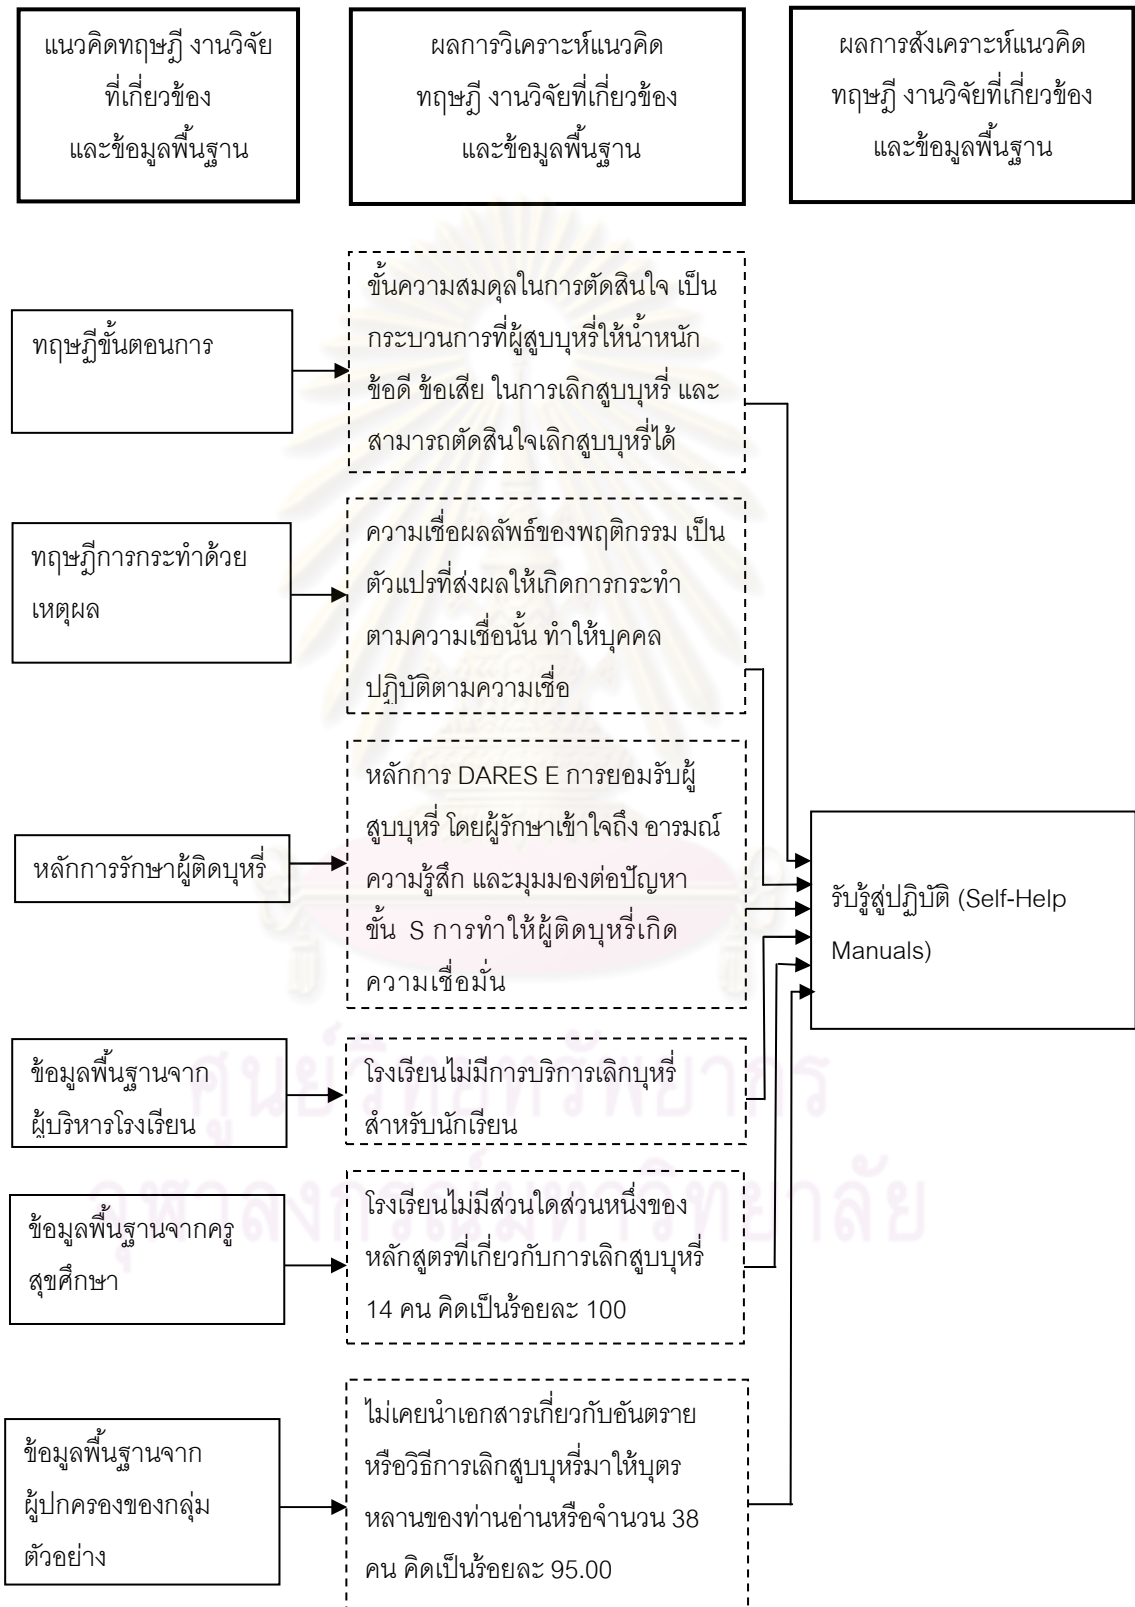 แนวคิดทฤษฎี งานวิจัย
ที่เกี่ยวข้อง
และข้อมูลพื้นฐาน
ผลการวิเคราะห์แนวคิด
ทฤษฎี งานวิจัยที่เกี่ยวข้อง
และข้อมูลพื้นฐาน
ผลการสังเคราะห์แนวคิด
ทฤษฎี งานวิจัยที่เกี่ยวข้อง
และข้อมูลพื้นฐาน
ทฤษฏีขั้นตอนการ
ขั้นความสมดุลในการตัดสินใจ เป็น
กระบวนการที่ผู้สูบบุหรี่ให้น้ำหนัก
ข้อดี ข้อเสีย ในการเลิกสูบบุหรี่ และ
สามารถตัดสินใจเลิกสูบบุหรี่ได้
ทฤษฎีการกระทำด้วย
เหตุผล
ความเชื่อผลลัพธ์ของพฤติกรรม เป็น
ตัวแปรที่ส่งผลให้เกิดการกระทำ
ตามความเชื่อนั้น ทำให้บุคคล
ปฏิบัติตามความเชื่อ
หลักการรักษาผู้ติดบุหรี่
หลักการ DARES E การยอมรับผู้
สูบบุหรี่ โดยผู้รักษาเข้าใจถึง อารมณ์
ความรู้สึก และมุมมองต่อปัญหา
ขั้น S การทำให้ผู้ติดบุหรี่เกิด
ความเชื่อมั่น
รับรู้สู่ปฏิบัติ (Self-Help
Manuals)
ข้อมูลพื้นฐานจาก
ผู้บริหารโรงเรียน
โรงเรียนไม่มีการบริการเลิกบุหรี่
สำหรับนักเรียน
ข้อมูลพื้นฐานจากครู
สุขศึกษา
โรงเรียนไม่มีส่วนใดส่วนหนึ่งของ
หลักสูตรที่เกี่ยวกับการเลิกสูบบุหรี่
14 คน คิดเป็นร้อยละ 100
ข้อมูลพื้นฐานจาก
ผู้ปกครองของกลุ่ม
ตัวอย่าง
ไม่เคยนำเอกสารเกี่ยวกับอันตราย
หรือวิธีการเลิกสูบบุหรี่มาให้บุตร
หลานของท่านอ่านหรือจำนวน 38
คน คิดเป็นร้อยละ 95.00
ศูนย์วิทยทรัพยากร
จุฬาลงกรณ์มหาวิทยาลัย